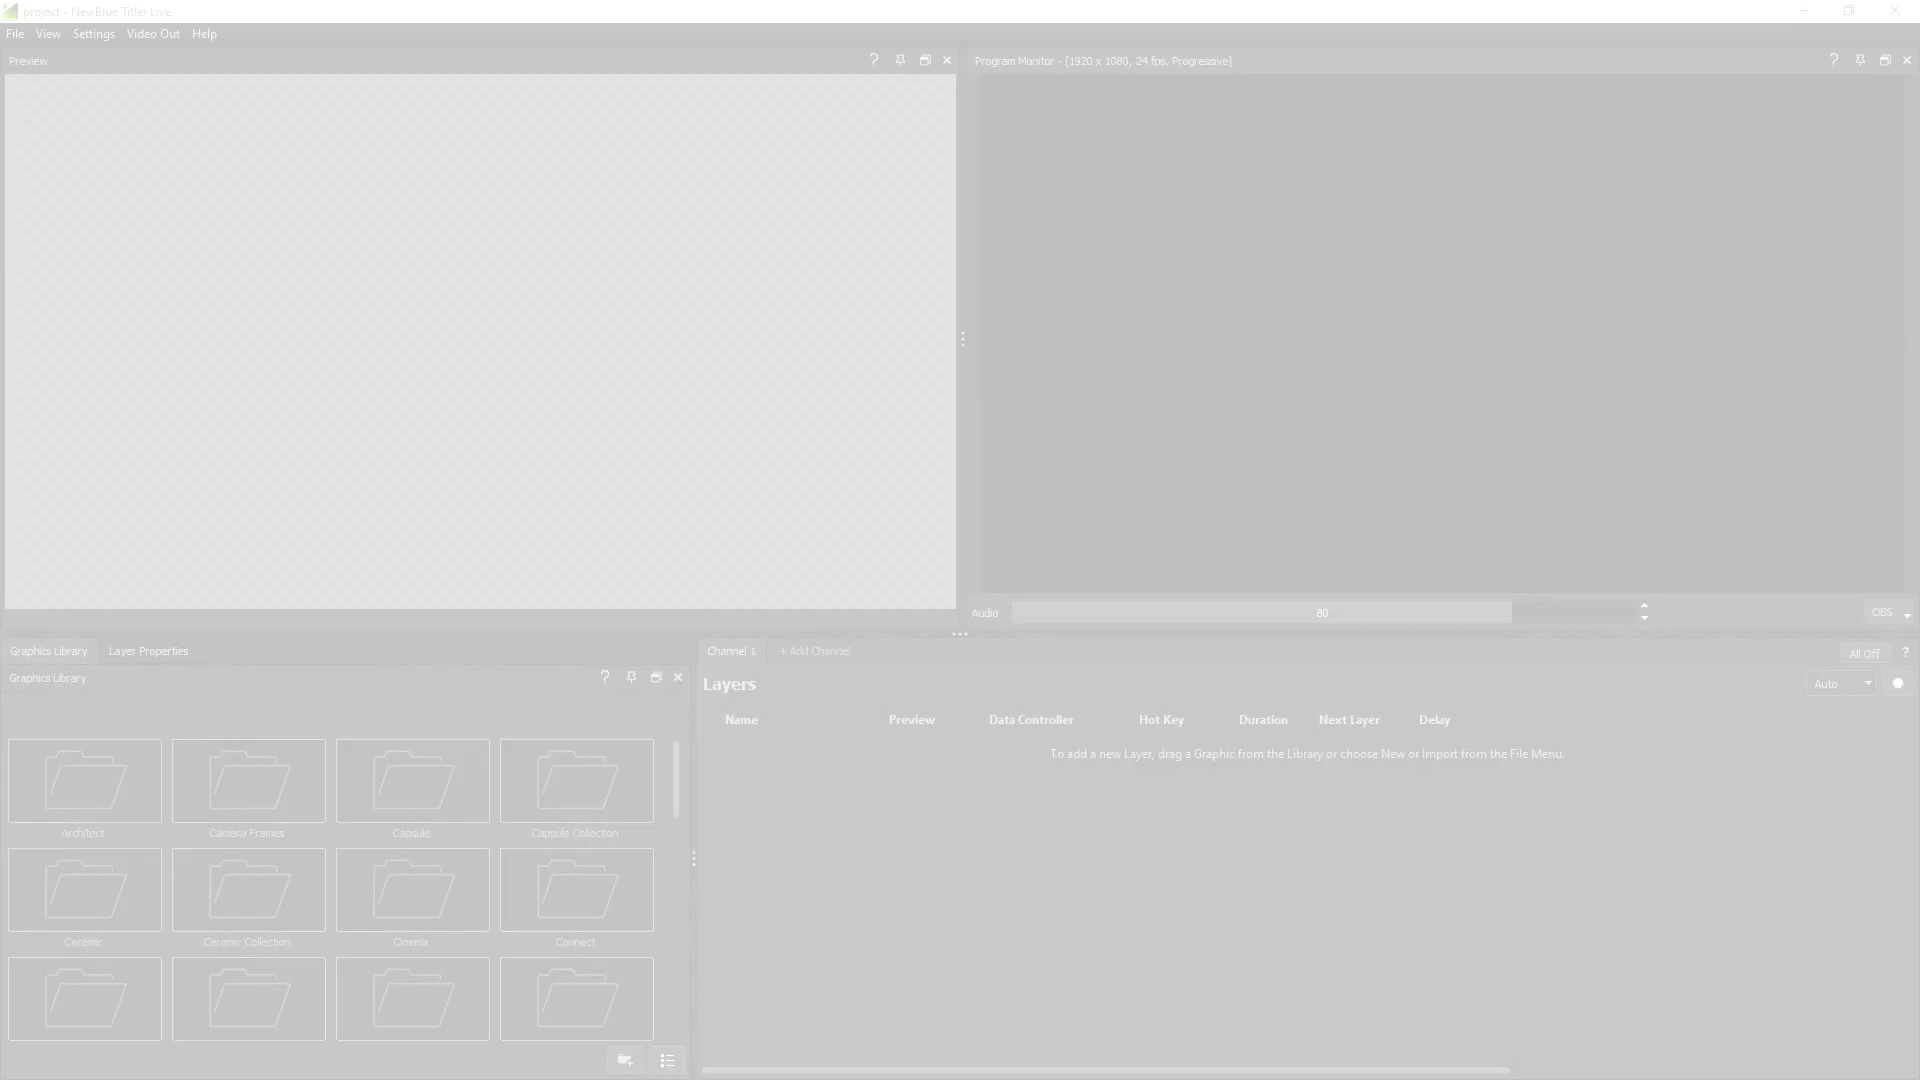 project - NewBlue Titler Live
File View Settings Video Out Help
Preview
Program Monitor - [1920 x 1080, 24 fps, Progressive]
Audio 80 OBS
Graphics Library Layer Properties
Channel 1 + Add Channel All Off
Graphics Library
Layers Auto
Name Preview Data Controller Hot Key Duration Next Layer Delay
To add a new Layer, drag a Graphic from the Library or choose New or Import from the File Menu.
Architect Camera Frames Capsule Capsule Collection
Ceramic Ceramic Collection Cinema Connect